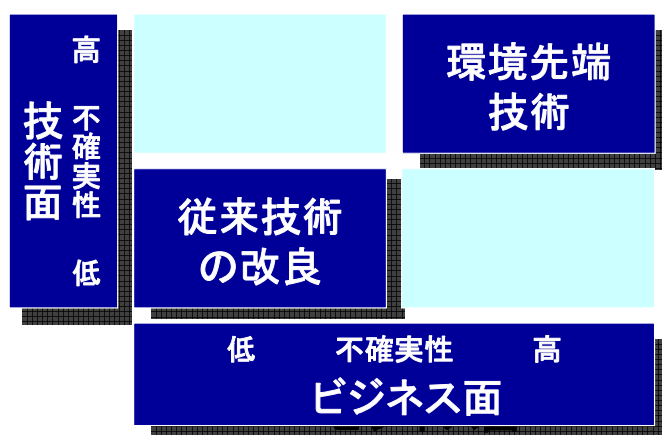 技術面
高 不確実性 低
環境先端
技術
従来技術
の改良
低 不確実性 高
ビジネス面